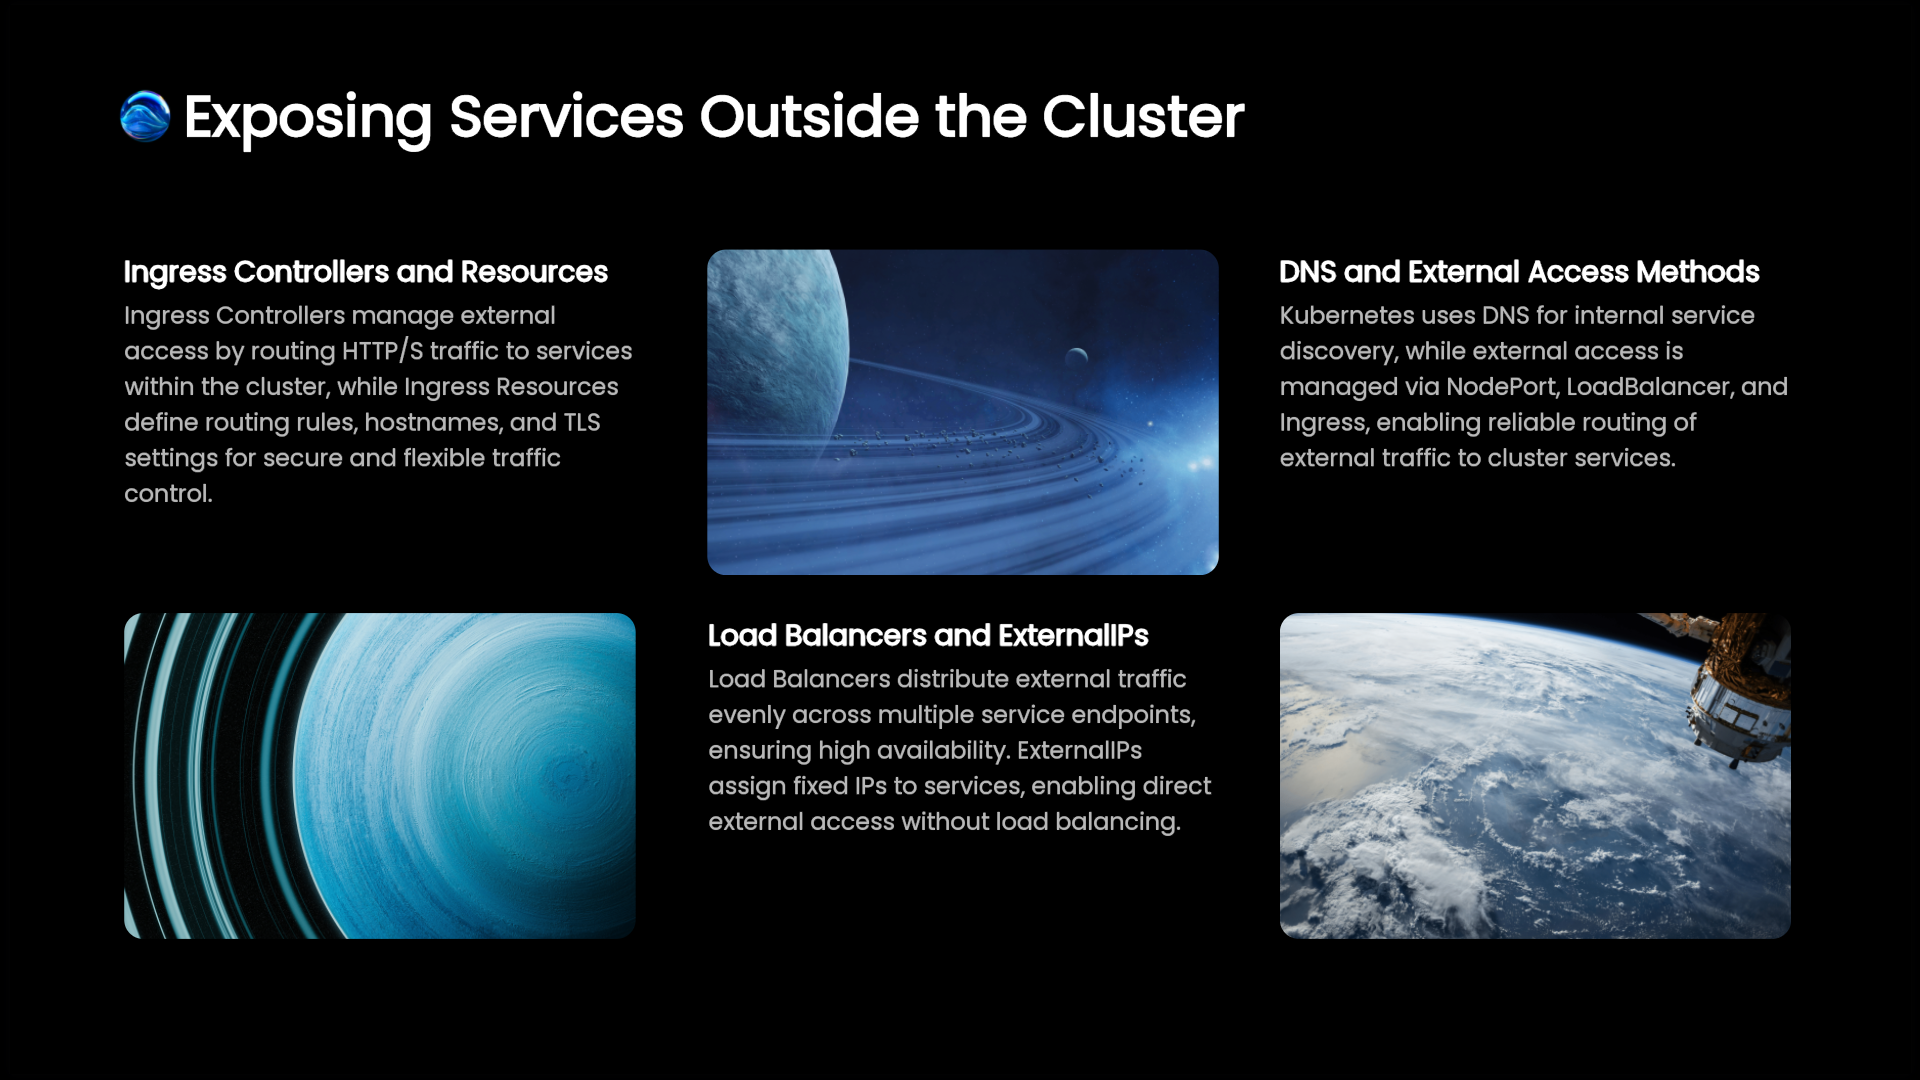 Exposing Services Outside the Cluster
Ingress Controllers and Resources
Ingress Controllers manage external
access by routing HTTP/S traffic to services
within the cluster, while Ingress Resources
define routing rules, hostnames, and TLS
settings for secure and flexible traffic
control.
Load Balancers and ExternalIPs
Load Balancers distribute external traffic
evenly across multiple service endpoints,
ensuring high availability. ExternalIPs
assign fixed IPs to services, enabling direct
external access without load balancing.
DNS and External Access Methods
Kubernetes uses DNS for internal service
discovery, while external access is
managed via NodePort, LoadBalancer, and
Ingress, enabling reliable routing of
external traffic to cluster services.